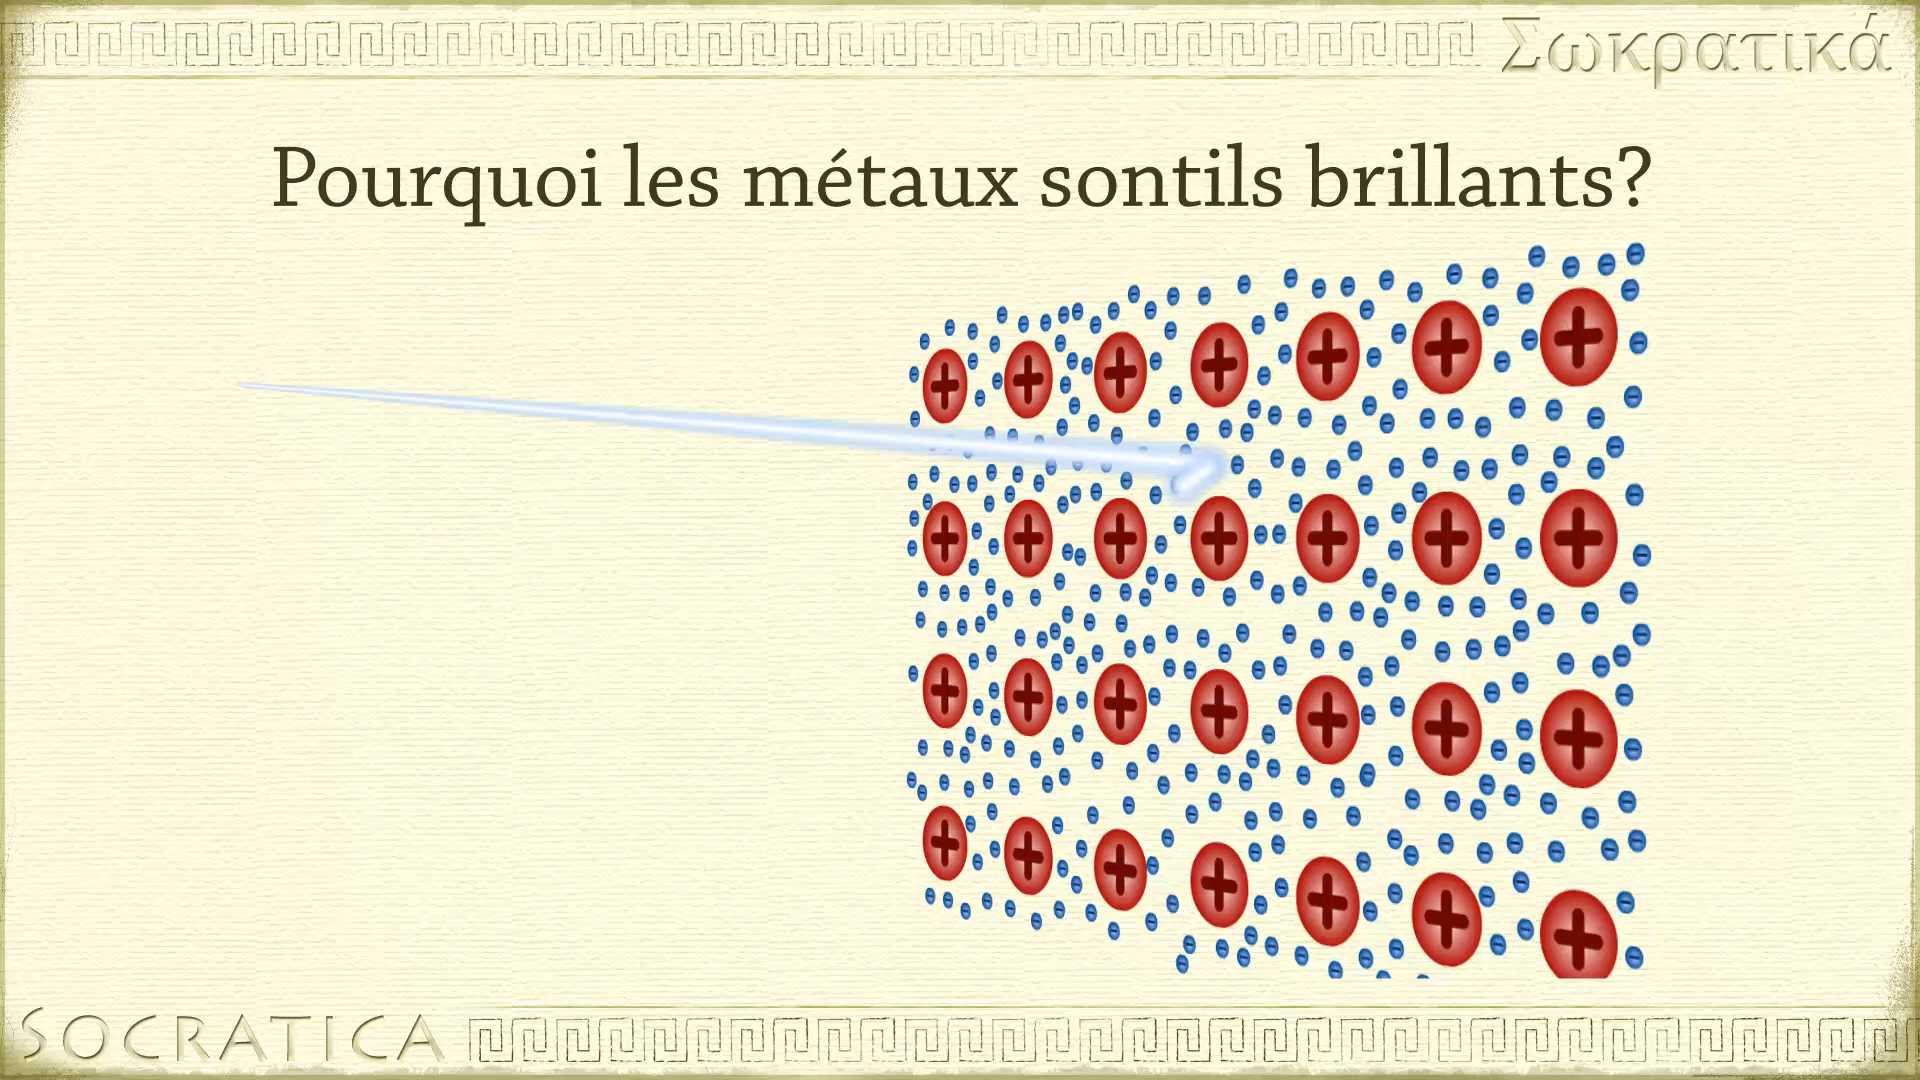 Σωκρατικά
Pourquoi les métaux sontils brillants?
SOCRATICA